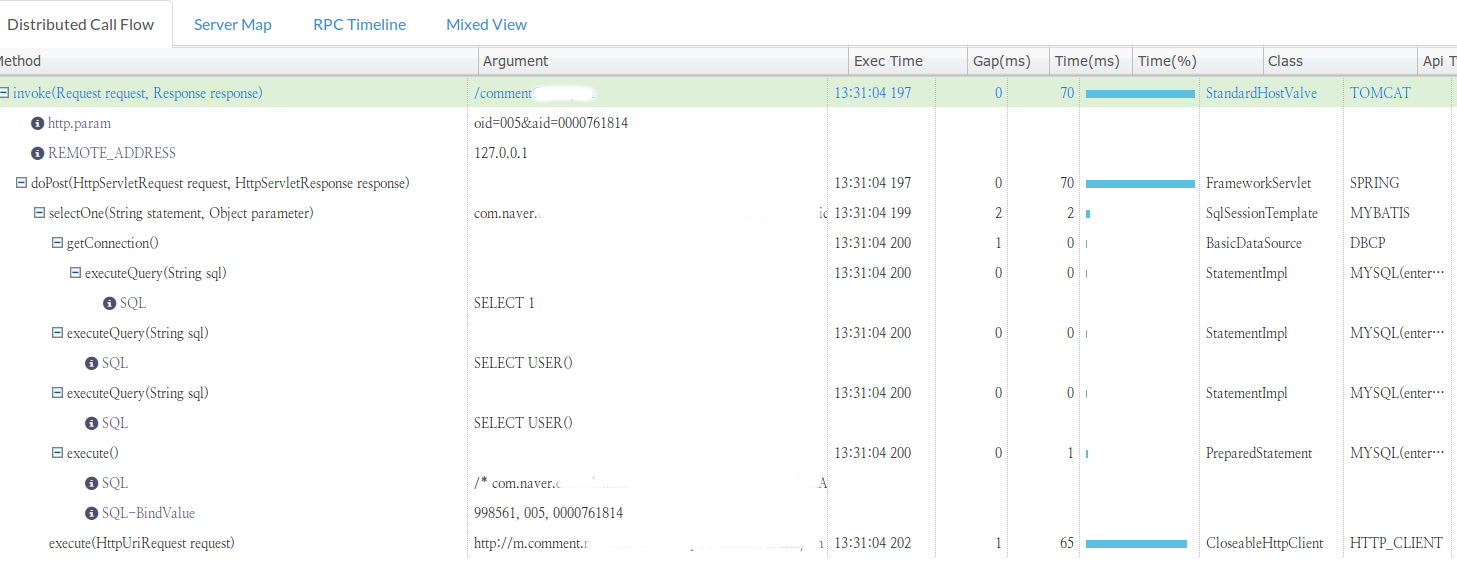 Distributed Call Flow Server Map RPC Timeline Mixed View
Method Argument Exec Time Gap(ms) Time(ms) Time(%) Class Api T
invoke(Request request, Response response) /comment 13:31:04 197 0 70 StandardHostValve TOMCAT
http.param oid=005&aid=0000761814
REMOTE_ADDRESS 127.0.0.1
doPost(HttpServletRequest request, HttpServletResponse response) 13:31:04 197 0 70 FrameworkServlet SPRING
selectOne(String statement, Object parameter) com.naver. 13:31:04 199 2 2 SqlSessionTemplate MYBATIS
getConnection() 13:31:04 200 1 0 BasicDataSource DBCP
executeQuery(String sql) 13:31:04 200 0 0 StatementImpl MYSQL(enter···
SQL SELECT 1
executeQuery(String sql) 13:31:04 200 0 0 StatementImpl MYSQL(enter···
SQL SELECT USER()
executeQuery(String sql) 13:31:04 200 0 0 StatementImpl MYSQL(enter···
SQL SELECT USER()
execute() 13:31:04 200 0 1 PreparedStatement MYSQL(enter···
SQL /* com.naver. A
SQL-BindValue 998561, 005, 0000761814
execute(HttpUriRequest request) http://m.comment. 13:31:04 202 1 65 CloseableHttpClient HTTP_CLIENT